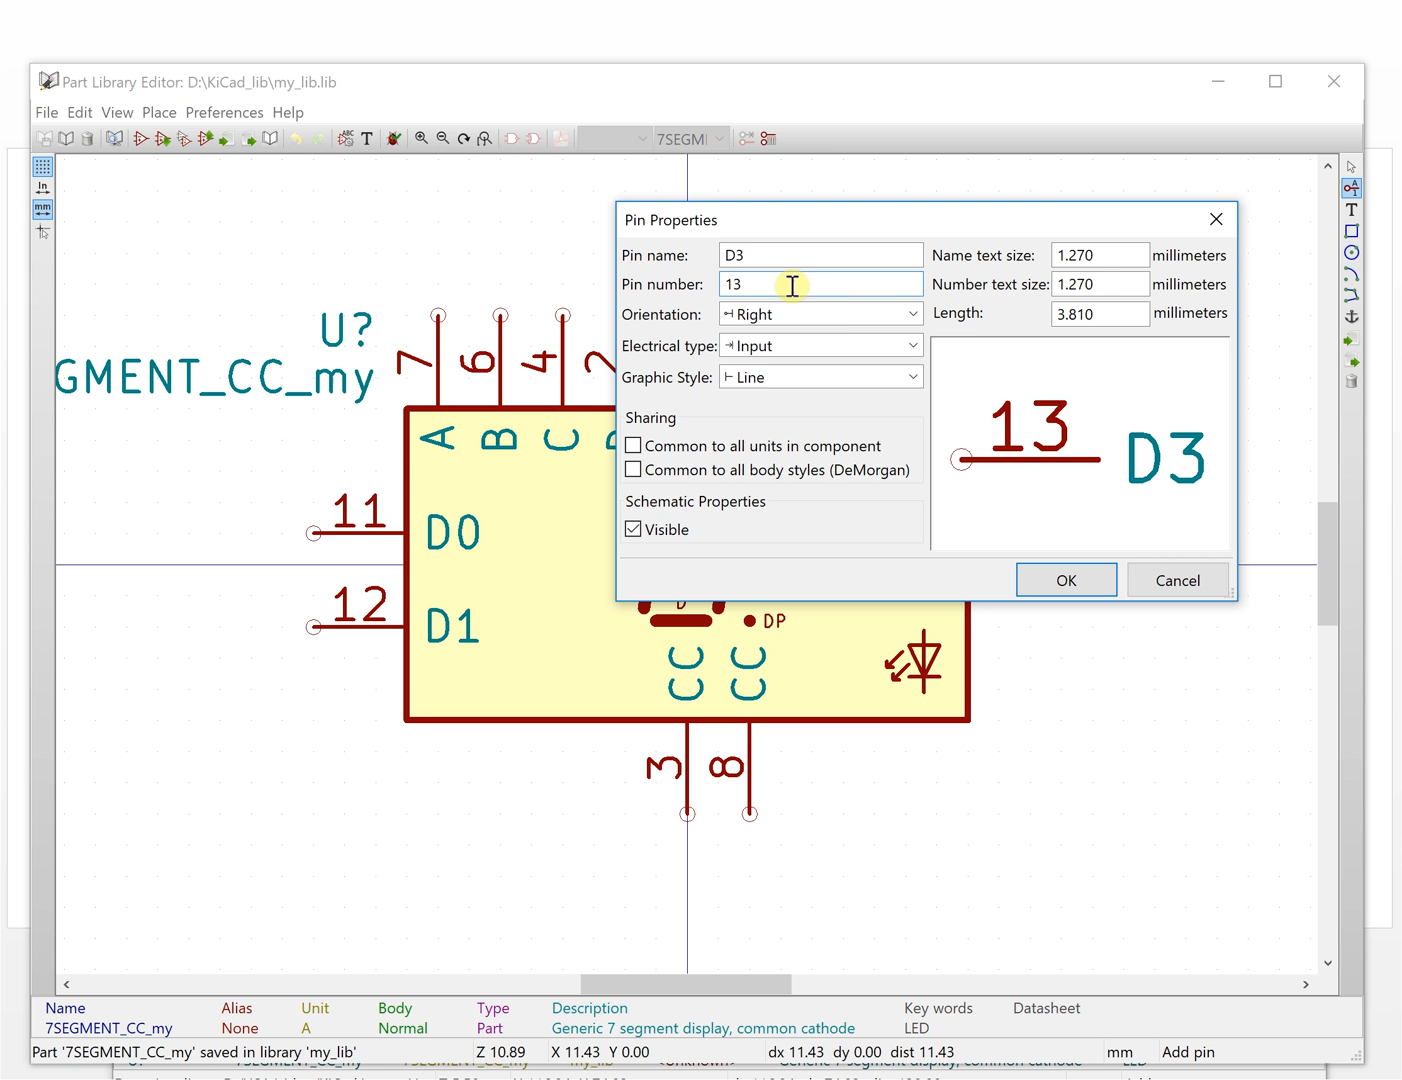 Part Library Editor: D:\KiCad_lib\my_lib.lib
File Edit View Place Preferences Help
7SEGMI
In
mm
Pin Properties
Pin name: D3 Name text size: 1.270 millimeters
Pin number: 13 Number text size: 1.270 millimeters
Orientation: Right Length: 3.810 millimeters
Electrical type: Input
Graphic Style: Line
Sharing
Common to all units in component
Common to all body styles (DeMorgan)
Schematic Properties
Visible
13 D3
OK Cancel
U?
GMENT_CC_my
7 6 4 2
A B C
11 D0
12 D1
DP
CC CC
3 8
Name Alias Unit Body Type Description Key words Datasheet
7SEGMENT_CC_my None A Normal Part Generic 7 segment display, common cathode LED
Part '7SEGMENT_CC_my' saved in library 'my_lib' Z 10.89 X 11.43 Y 0.00 dx 11.43 dy 0.00 dist 11.43 mm Add pin